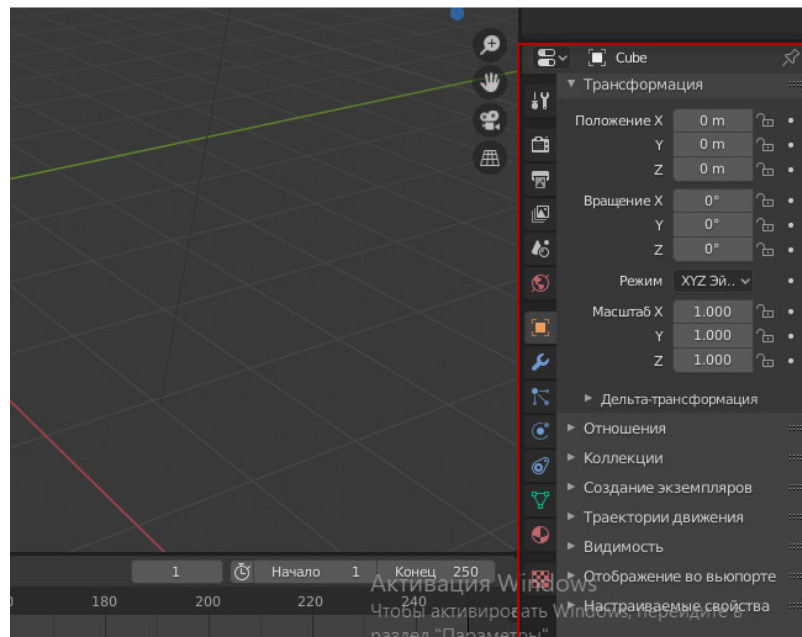 Cube
Трансформация
Положение X 0 m
Y 0 m
Z 0 m
Вращение X 0°
Y 0°
Z 0°
Режим XYZ Эй..
Масштаб X 1.000
Y 1.000
Z 1.000
Дельта-трансформация
Отношения
Коллекции
Создание экземпляров
Траектории движения
Видимость
Отображение во вьюпорте
Настраиваемые свойства
1 Начало 1 Конец 250
180 200 220 240
Активация Windows
Чтобы активировать Windows, перейдите в
раздел "Параметры".